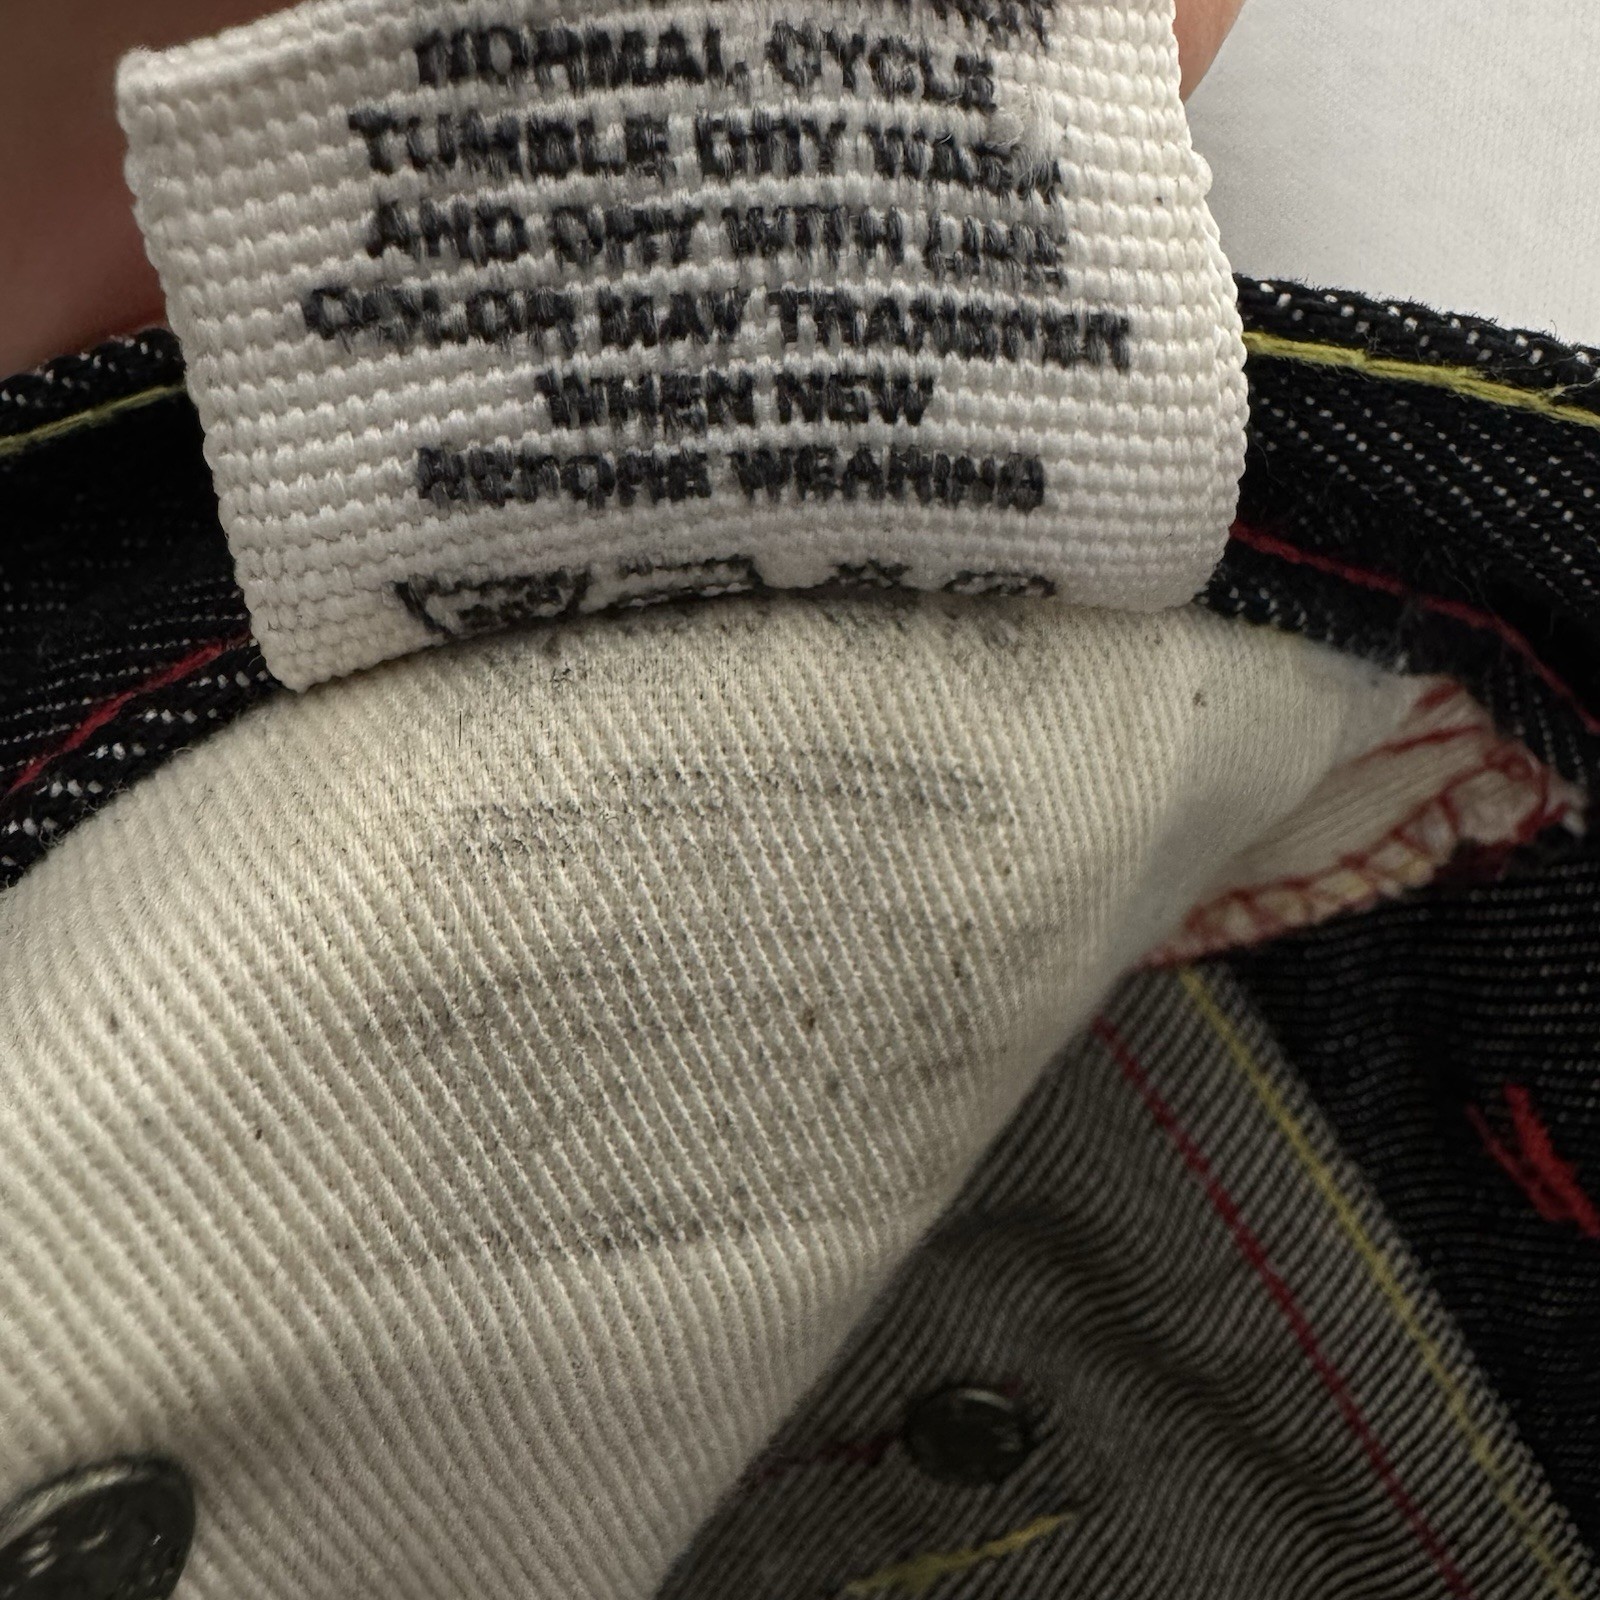 NORMAL CYCLE
TUMBLE DRY WARM
AND DRY WITH LIKE
COLOR MAY TRANSFER
WHEN NEW
BEFORE WEARING